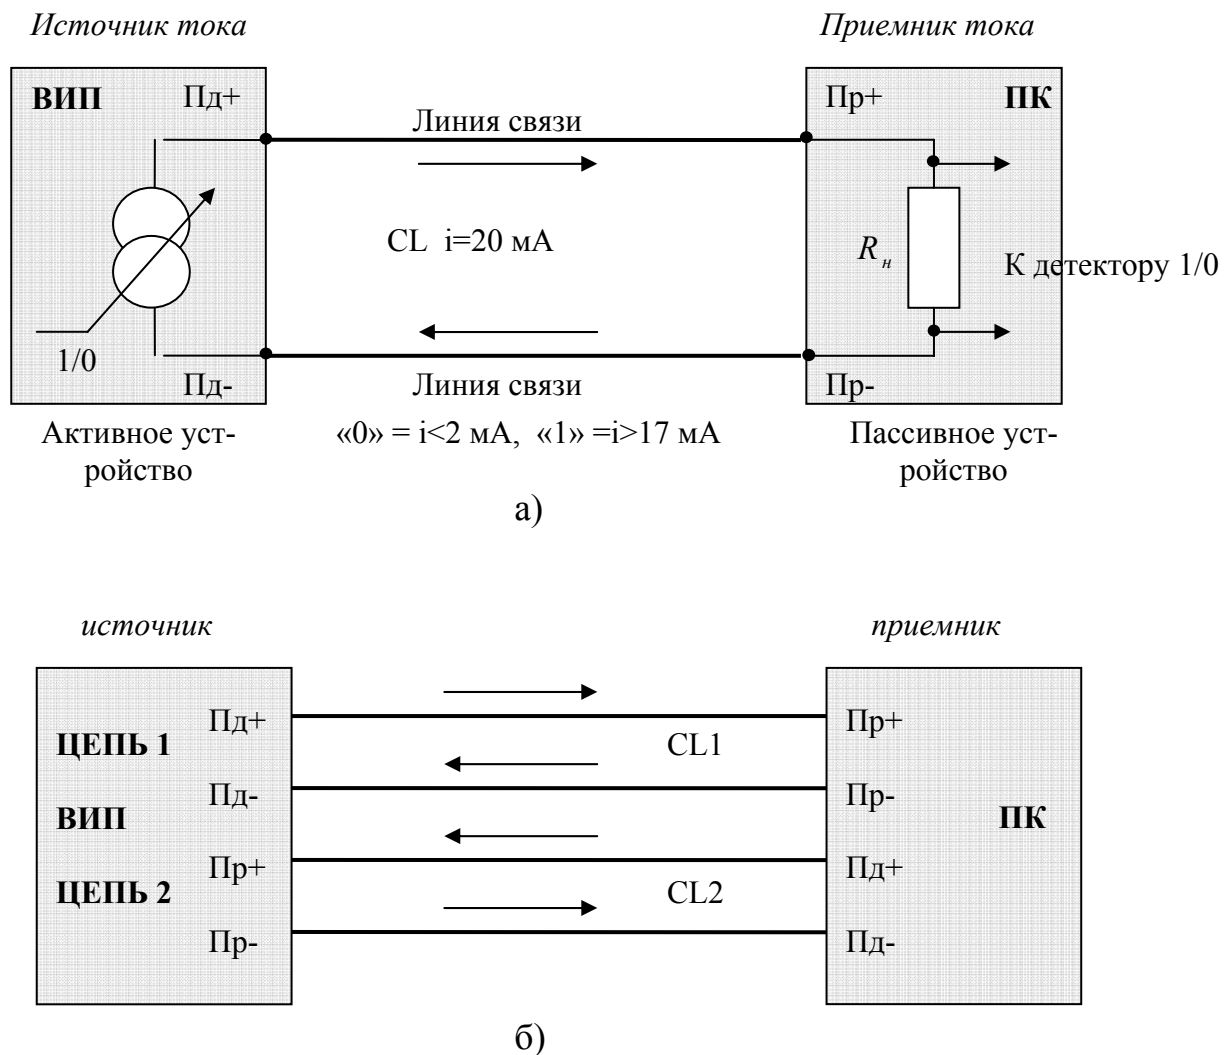 Источник тока
Приемник тока
ВИП
Пд+
Линия связи
Пр+
ПК
CL i=20 мА
Rн
К детектору 1/0
1/0
Пд-
Линия связи
Пр-
Активное уст-
ройство
«0» = i<2 мА, «1» =i>17 мА
Пассивное уст-
ройство
а)
источник
приемник
Пд+
Пр+
ЦЕПЬ 1
CL1
Пд-
Пр-
ВИП
ПК
Пр+
Пд+
ЦЕПЬ 2
CL2
Пр-
Пд-
б)